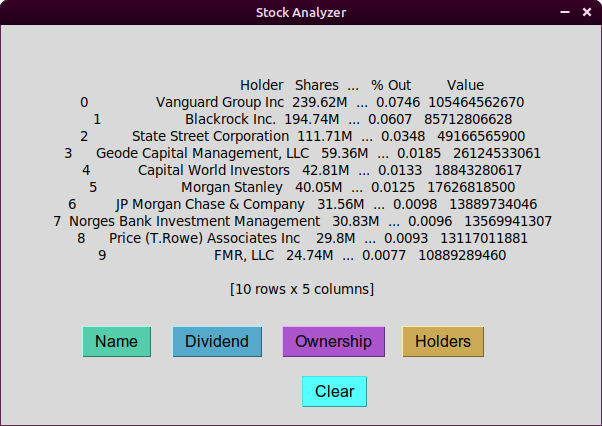 Stock Analyzer
Holder Shares ... % Out Value
0 Vanguard Group Inc 239.62M ... 0.0746 105464562670
1 Blackrock Inc. 194.74M ... 0.0607 85712806628
2 State Street Corporation 111.71M ... 0.0348 49166565900
3 Geode Capital Management, LLC 59.36M ... 0.0185 26124533061
4 Capital World Investors 42.81M ... 0.0133 18843280617
5 Morgan Stanley 40.05M ... 0.0125 17626818500
6 JP Morgan Chase & Company 31.56M ... 0.0098 13889734046
7 Norges Bank Investment Management 30.83M ... 0.0096 13569941307
8 Price (T.Rowe) Associates Inc 29.8M ... 0.0093 13117011881
9 FMR, LLC 24.74M ... 0.0077 10889289460
[10 rows x 5 columns]
Name Dividend Ownership Holders
Clear